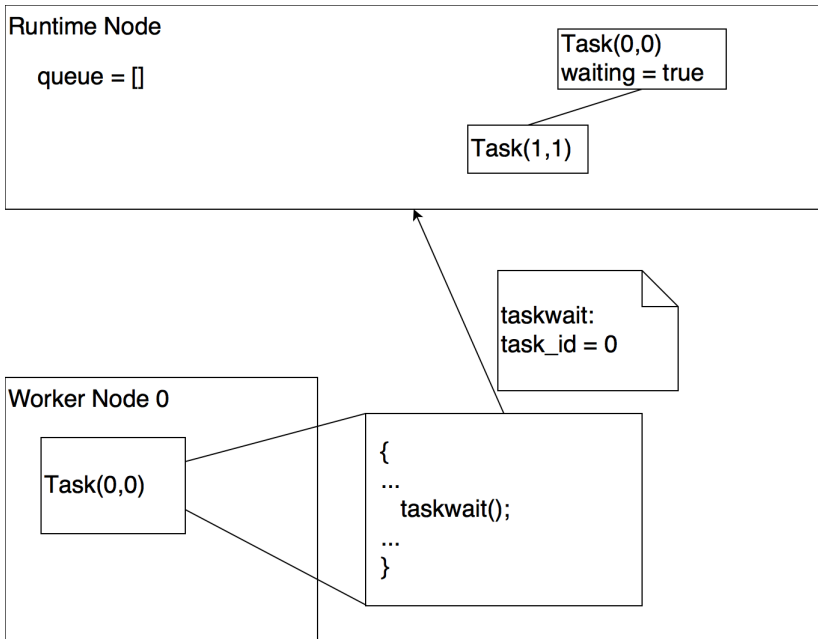 Runtime Node
queue = []
Task(0,0)
waiting = true
Task(1,1)
taskwait:
task_id = 0
Worker Node 0
Task(0,0)
{
...
taskwait();
...
}